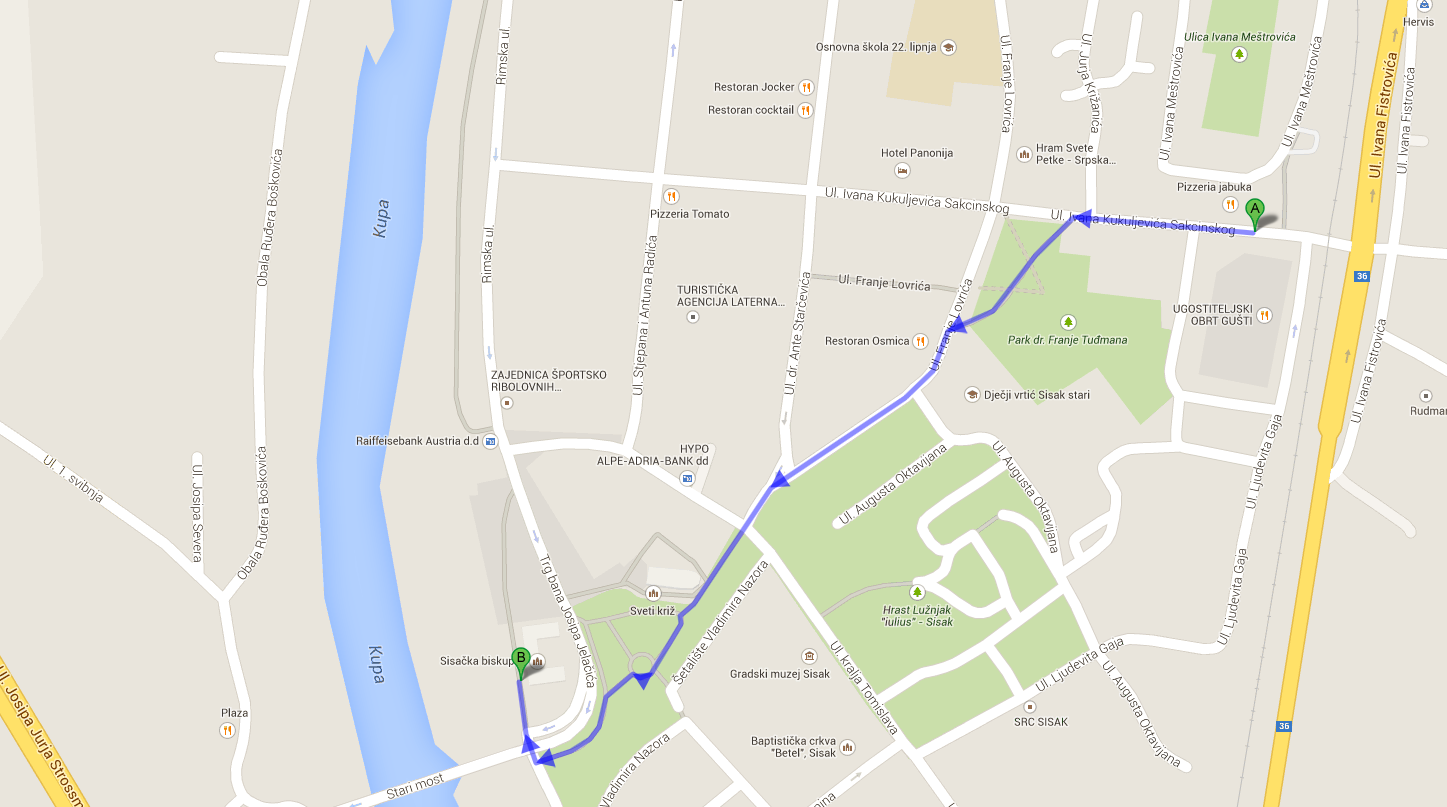 Hervis
Ulica Ivana Meštrovića
Osnovna škola 22. lipnja
Rimska ul.
Ul. Franje Lovrića
Ul. Jurja Križanića
Ul. Ivana Meštrovića
Ul. Ivana Meštrovića
Ul. Ivana Fistrovića
Ul. Ivana Fistrovića
Restoran Jocker
Restoran cocktail
Hotel Panonija
Hram Svete
Petke - Srpska...
Pizzeria jabuka
A
Obala Ruđera Boškovića
Kupa
Ul. Ivana Kukuljevića Sakcinskog
Ul. Ivana Kukuljevića Sakcinskog
Pizzeria Tomato
Rimska ul.
Ul. Stjepana i Antuna Radića
Ul. dr. Ante Starčevića
Ul. Franje Lovrića
Ul. Franje Lovrića
36
TURISTIČKA
AGENCIJA LATERNA...
UGOSTITELJSKI
OBRT GUŠTI
Restoran Osmica
Park dr. Franje Tuđmana
Ul. Ivana Fistrovića
ZAJEDNICA ŠPORTSKO
RIBOLOVNIH...
Dječji vrtić Sisak stari
Rudmar
Raiffeisebank Austria d.d
HYPO
ALPE-ADRIA-BANK dd
Ul. 1. svibnja
Ul. Josipa Severa
Obala Ruđera Boškovića
Ul. Augusta Oktavijana
Ul. Augusta Oktavijana
Ul. Ljudevita Gaja
Trg bana Josipa Jelačića
Sveti križ
Šetalište Vladimira Nazora
Hrast Lužnjak
"iulius" - Sisak
Ul. Ljudevita Gaja
Kupa
Sisačka biskup
B
Gradski muzej Sisak
Ul. kralja Tomislava
Ul. Ljudevita Gaja
Ul. Augusta Oktavijana
Ul. Josipa Jurja Strossm
Plaza
SRC SISAK
36
Baptistička crkva
"Betel", Sisak
Vladimira Nazora
Stari most
nina